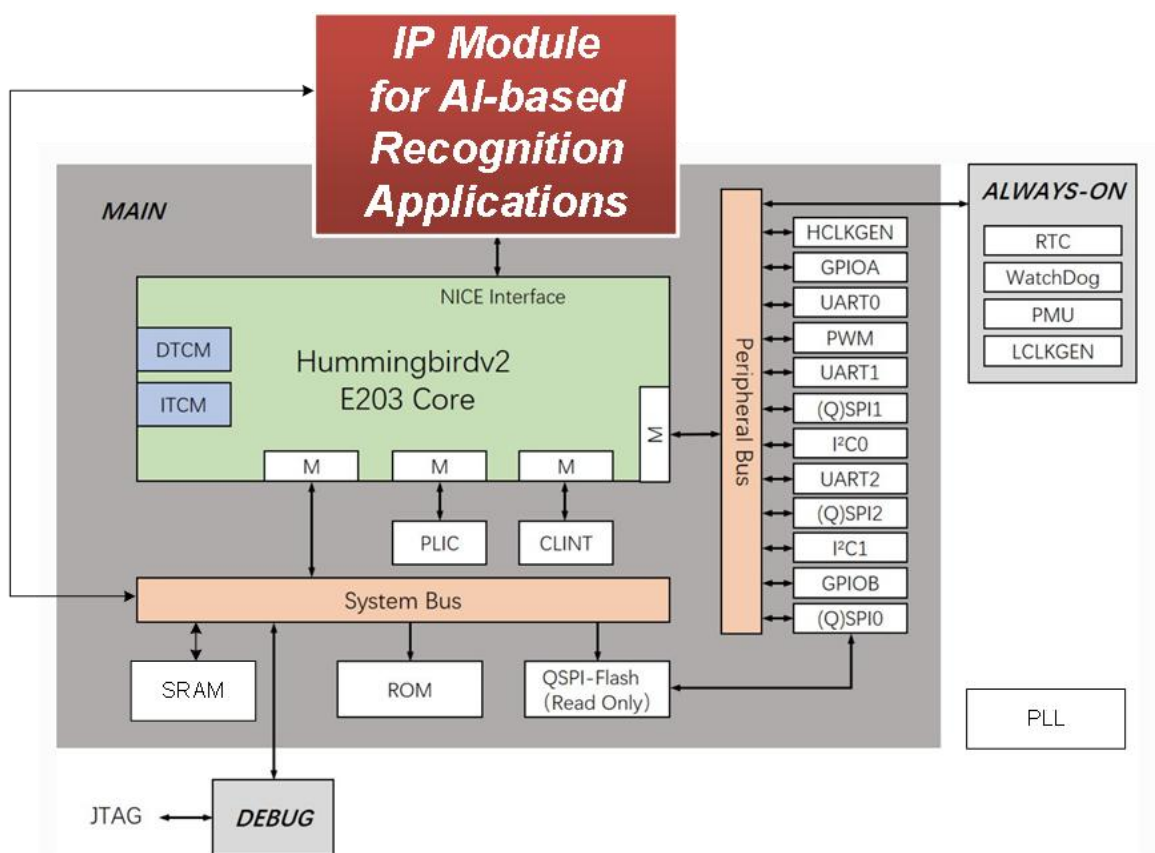 IP Module
for AI-based
Recognition
Applications
MAIN
ALWAYS-ON
RTC
WatchDog
PMU
LCLKGEN
NICE Interface
DTCM
ITCM
Hummingbirdv2
E203 Core
M
M
M
M
PLIC
CLINT
Peripheral Bus
HCLKGEN
GPIOA
UART0
PWM
UART1
(Q)SPI1
I²C0
UART2
(Q)SPI2
I²C1
GPIOB
(Q)SPI0
System Bus
SRAM
ROM
QSPI-Flash
(Read Only)
PLL
JTAG
DEBUG